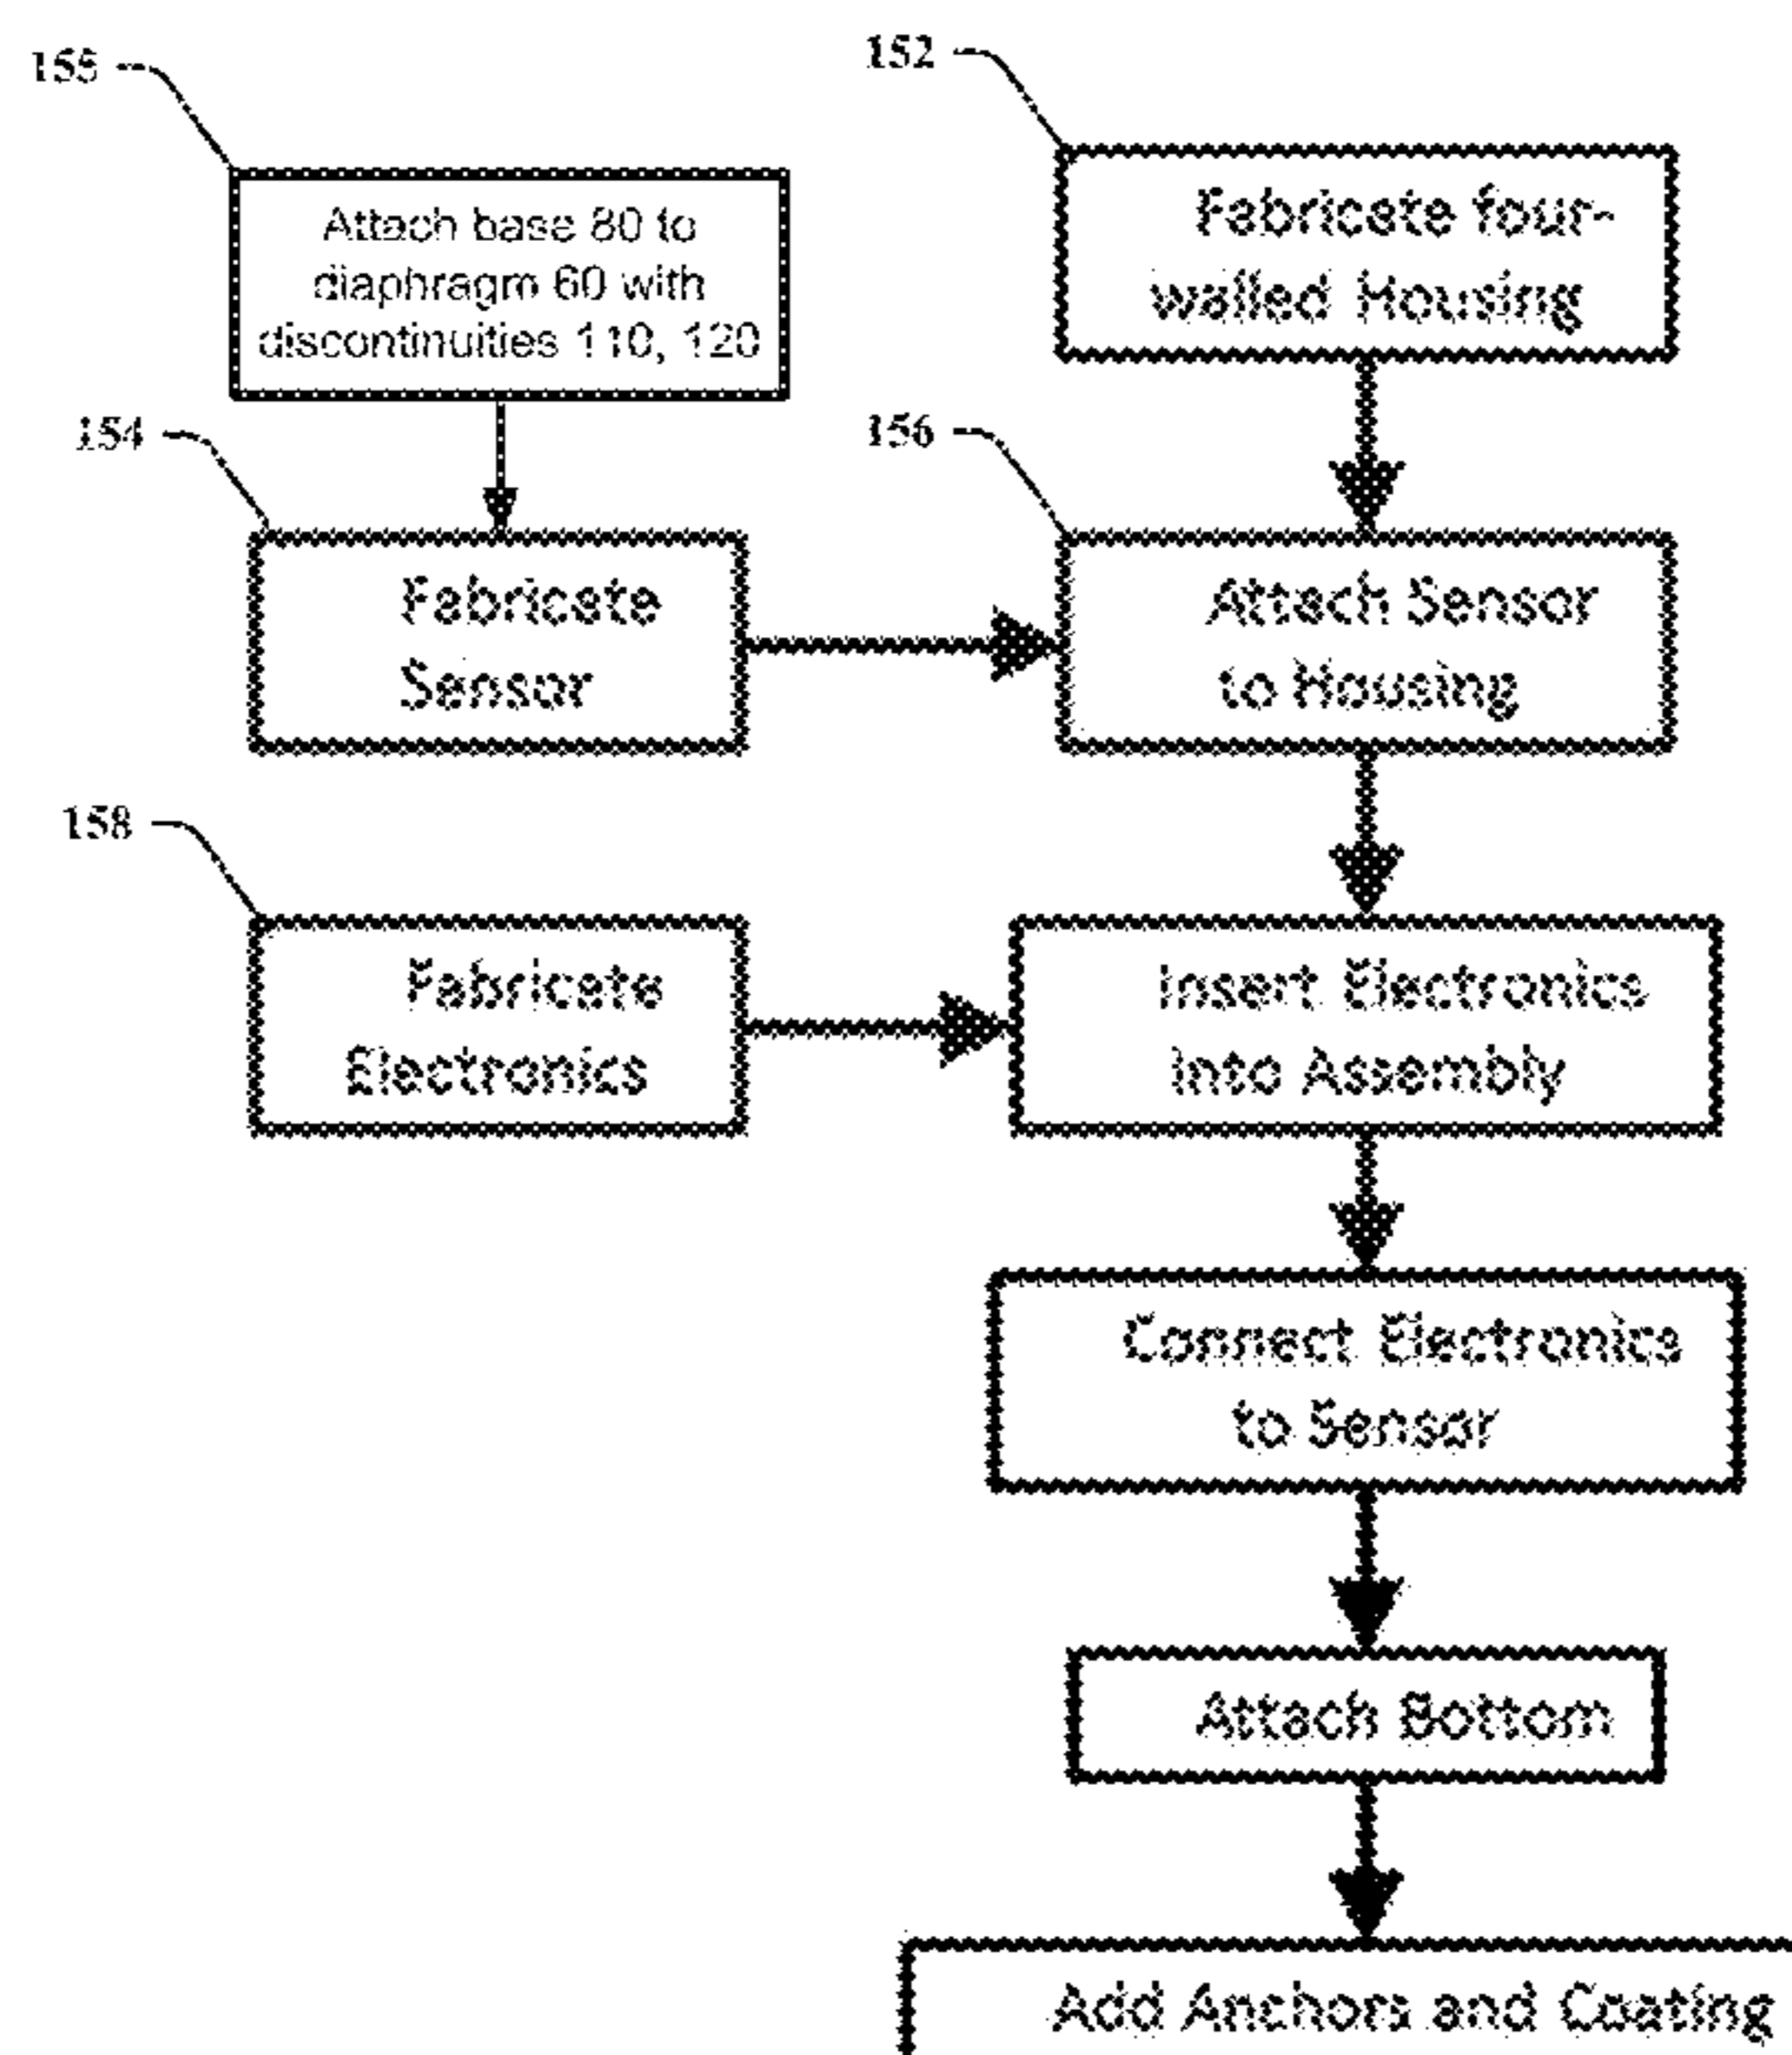 155
Attach base 80 to
diaphragm 60 with
discontinuities 110, 120
152
Fabricate four-
walled Housing
154
Fabricate
Sensor
156
Attach Sensor
to Housing
158
Fabricate
Electronics
Insert Electronics
into Assembly
Connect Electronics
to Sensor
Attach Bottom
Add Anchors and Coating